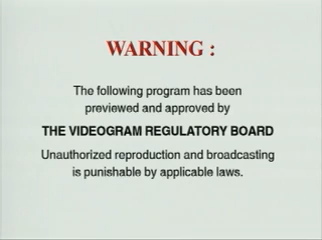 WARNING :
The following program has been
previewed and approved by
THE VIDEOGRAM REGULATORY BOARD
Unauthorized reproduction and broadcasting
is punishable by applicable laws.